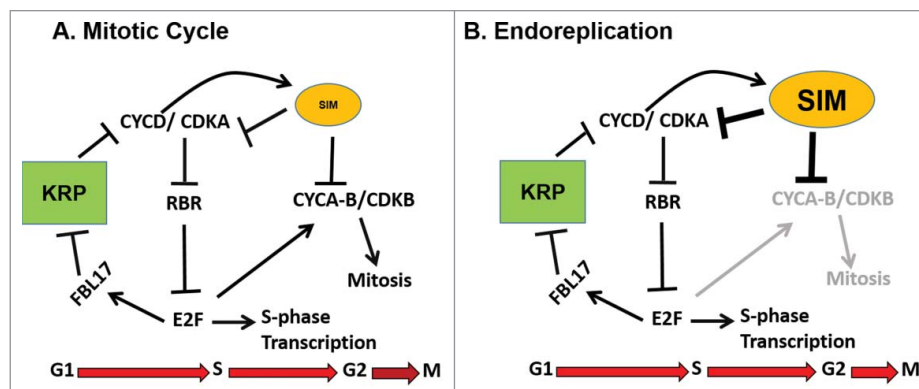 A. Mitotic Cycle
SIM
CYCD/ CDKA
KRP
RBR
CYCA-B/CDKB
FBL17
Mitosis
E2F
S-phase
Transcription
G1
S
G2
M
B. Endoreplication
SIM
CYCD/ CDKA
KRP
RBR
CYCA-B/CDKB
FBL17
Mitosis
E2F
S-phase
Transcription
G1
S
G2
M